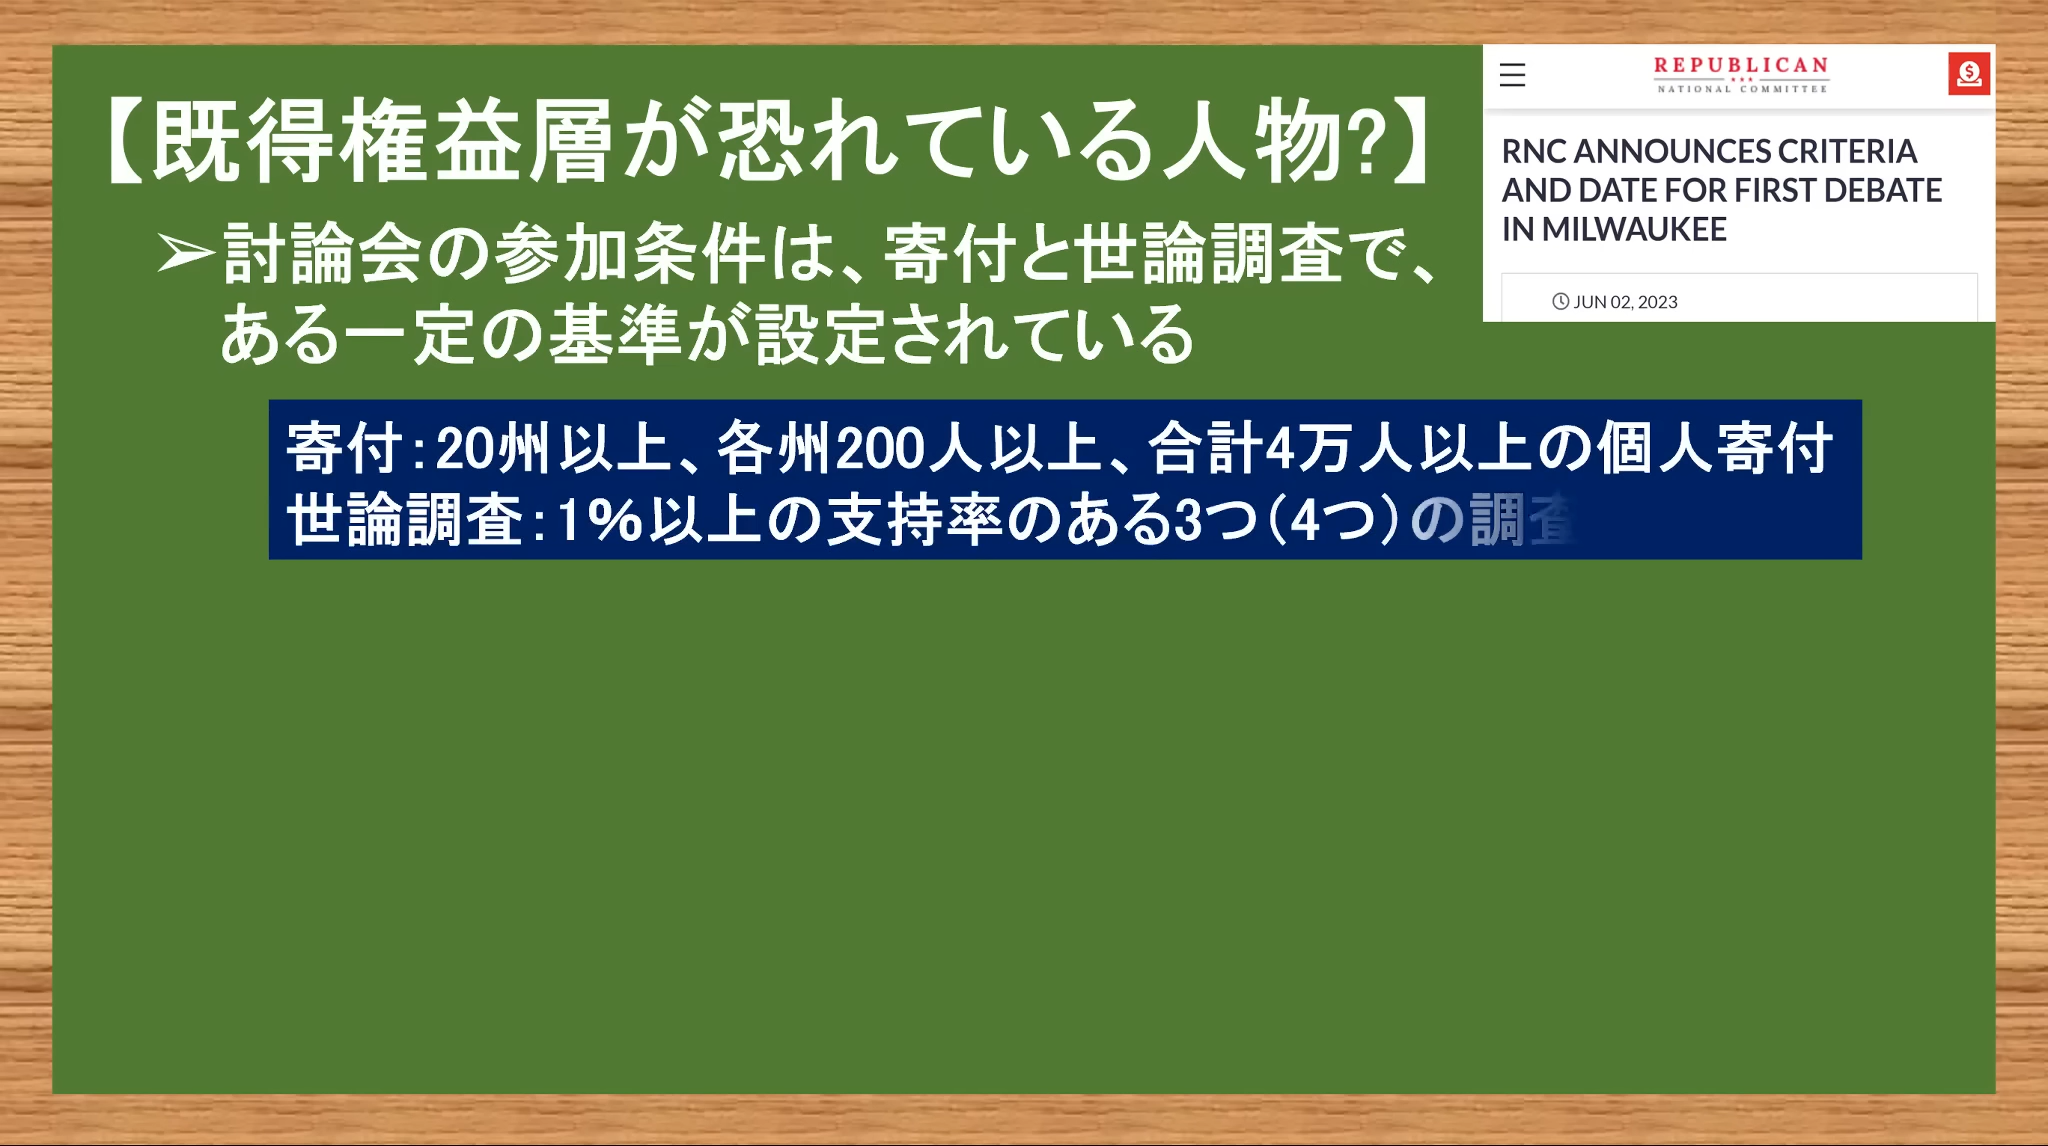 【既得権益層が恐れている人物?】
➢討論会の参加条件は、寄付と世論調査で、
ある一定の基準が設定されている
寄付：20州以上、各州200人以上、合計4万人以上の個人寄付
世論調査：1%以上の支持率のある3つ（4つ）の調査
REPUBLICAN
NATIONAL COMMITTEE
RNC ANNOUNCES CRITERIA
AND DATE FOR FIRST DEBATE
IN MILWAUKEE
JUN 02, 2023